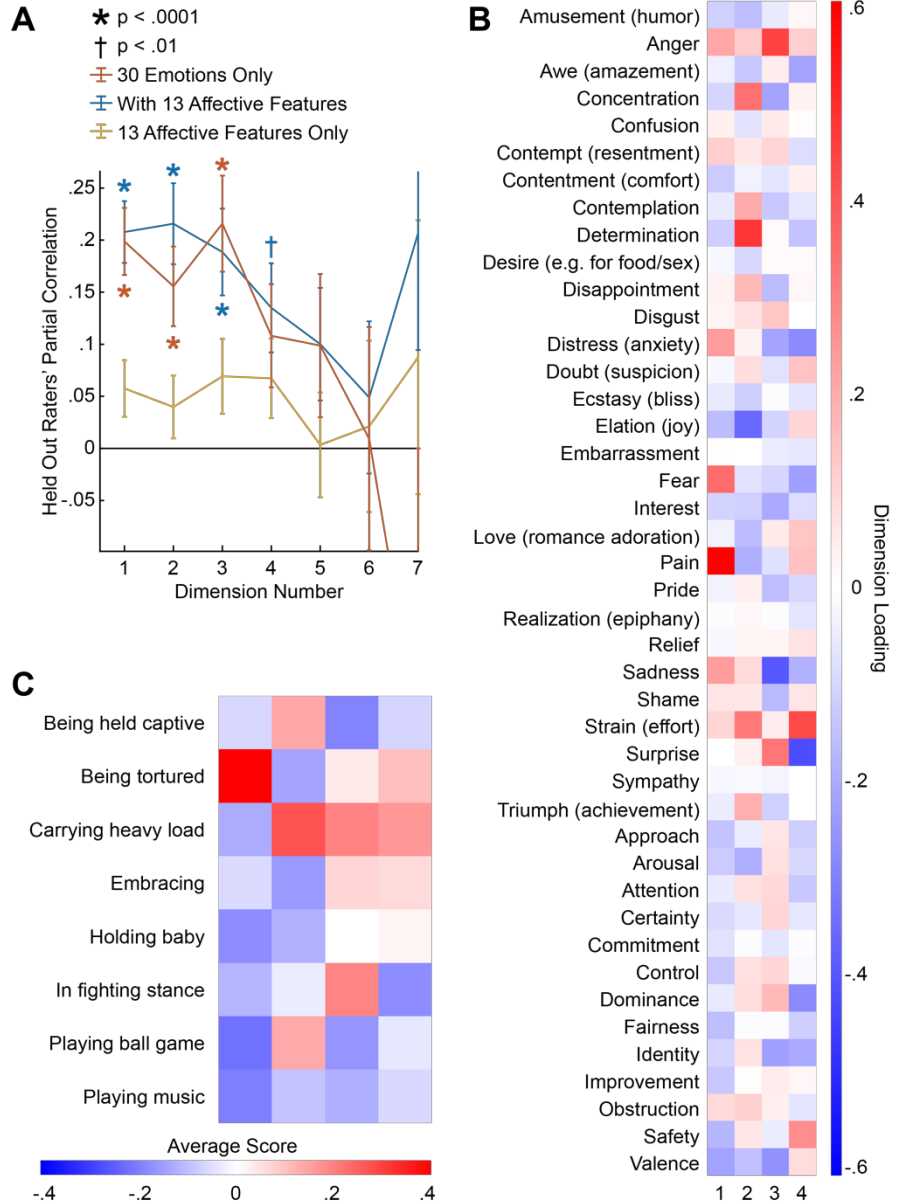 A
* p < .0001
† p < .01
30 Emotions Only
With 13 Affective Features
13 Affective Features Only
Held Out Raters' Partial Correlation
.25
.2
.15
.1
.05
0
-.05
1 2 3 4 5 6 7
Dimension Number
B
Amusement (humor)
Anger
Awe (amazement)
Concentration
Confusion
Contempt (resentment)
Contentment (comfort)
Contemplation
Determination
Desire (e.g. for food/sex)
Disappointment
Disgust
Distress (anxiety)
Doubt (suspicion)
Ecstasy (bliss)
Elation (joy)
Embarrassment
Fear
Interest
Love (romance adoration)
Pain
Pride
Realization (epiphany)
Relief
Sadness
Shame
Strain (effort)
Surprise
Sympathy
Triumph (achievement)
Approach
Arousal
Attention
Certainty
Commitment
Control
Dominance
Fairness
Identity
Improvement
Obstruction
Safety
Valence
1 2 3 4
.6
.4
.2
0
-.2
-.4
-.6
Dimension Loading
C
Being held captive
Being tortured
Carrying heavy load
Embracing
Holding baby
In fighting stance
Playing ball game
Playing music
Average Score
-.4 -.2 0 .2 .4